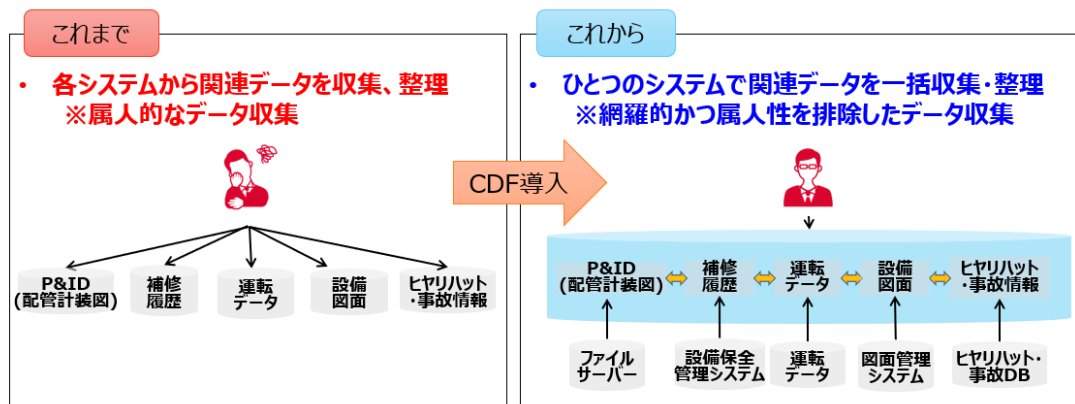 これまで
・ 各システムから関連データを収集、整理
※属人的なデータ収集
P&ID
(配管計装図)
補修
履歴
運転
データ
設備
図面
ヒヤリハット
・事故情報
CDF導入
これから
・ ひとつのシステムで関連データを一括収集・整理
※網羅的かつ属人性を排除したデータ収集
P&ID
(配管計装図)
補修
履歴
運転
データ
設備
図面
ヒヤリハット
・事故情報
ファイル
サーバー
設備保全
管理システム
運転
データ
図面管理
システム
ヒヤリハット・
事故DB